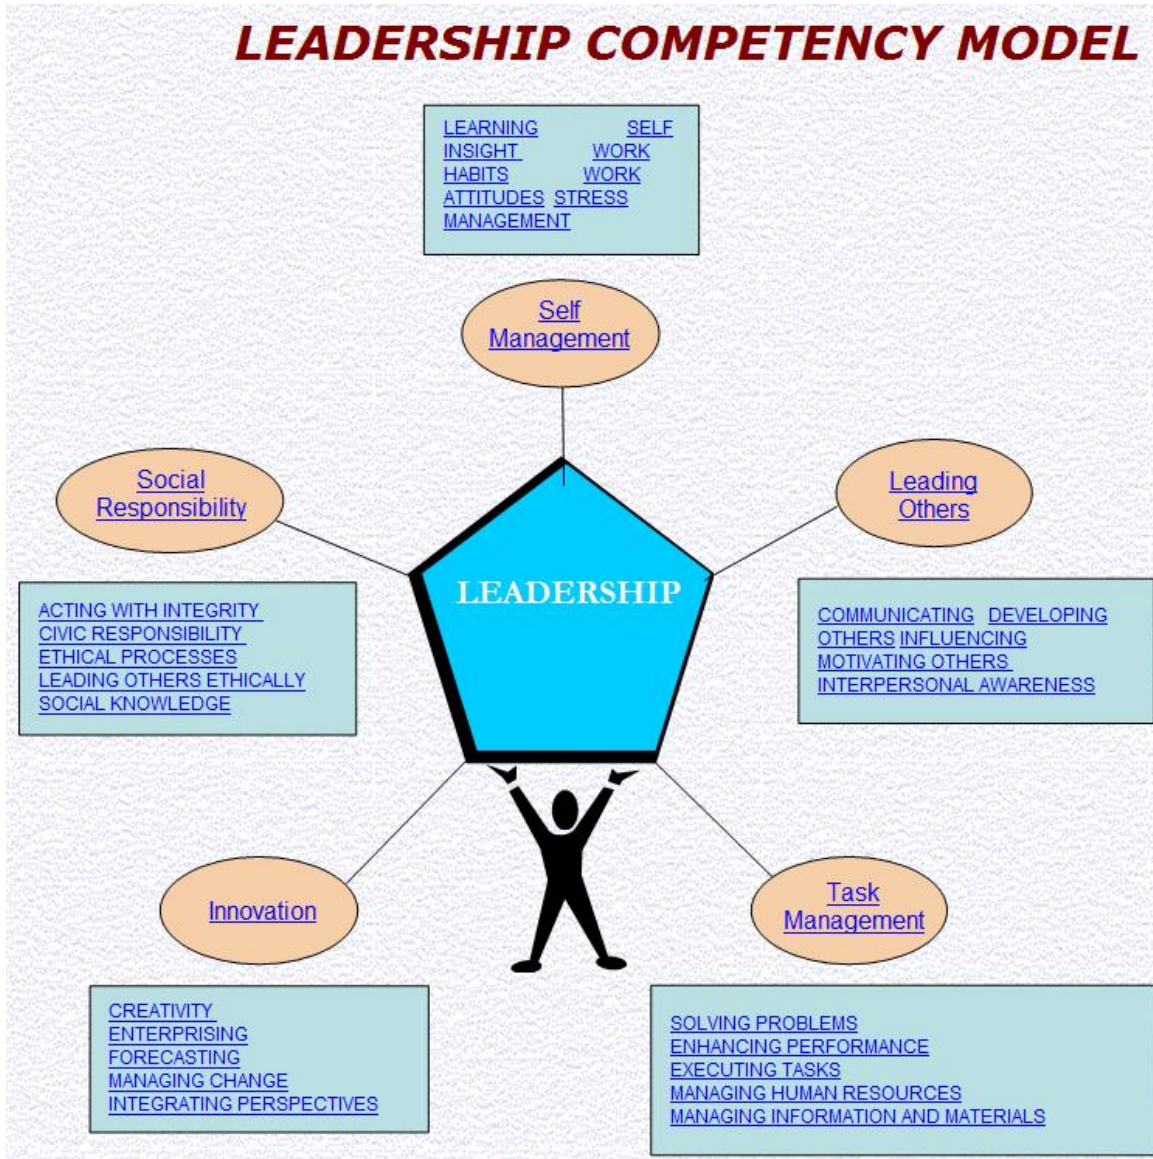 LEADERSHIP COMPETENCY MODEL
LEARNING SELF
INSIGHT WORK
HABITS WORK
ATTITUDES STRESS
MANAGEMENT
Self
Management
Social
Responsibility
Leading
Others
LEADERSHIP
ACTING WITH INTEGRITY
CIVIC RESPONSIBILITY
ETHICAL PROCESSES
LEADING OTHERS ETHICALLY
SOCIAL KNOWLEDGE
COMMUNICATING DEVELOPING
OTHERS INFLUENCING
MOTIVATING OTHERS
INTERPERSONAL AWARENESS
Innovation
Task
Management
CREATIVITY
ENTERPRISING
FORECASTING
MANAGING CHANGE
INTEGRATING PERSPECTIVES
SOLVING PROBLEMS
ENHANCING PERFORMANCE
EXECUTING TASKS
MANAGING HUMAN RESOURCES
MANAGING INFORMATION AND MATERIALS